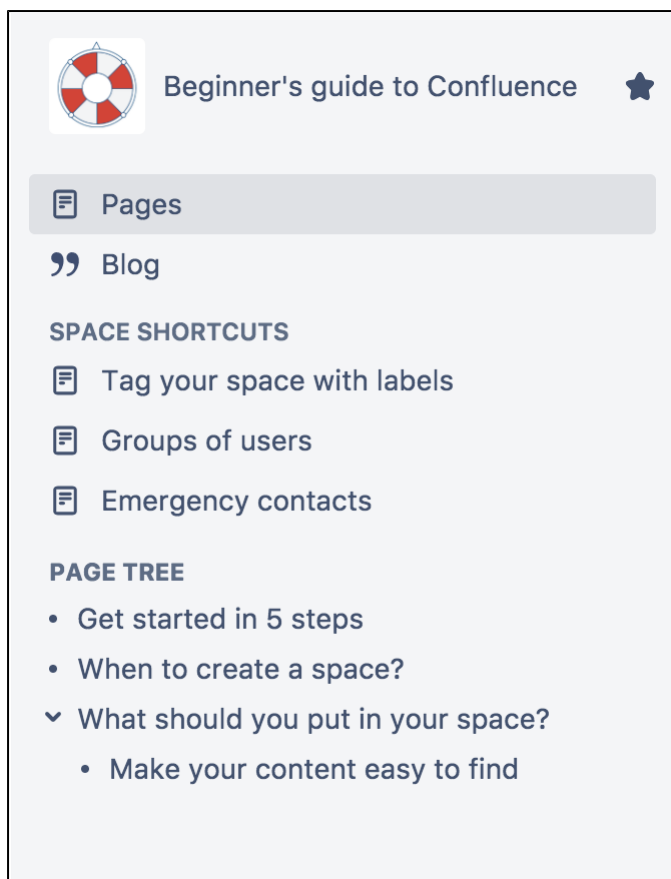 Beginner's guide to Confluence
Pages
Blog
SPACE SHORTCUTS
Tag your space with labels
Groups of users
Emergency contacts
PAGE TREE
• Get started in 5 steps
• When to create a space?
What should you put in your space?
• Make your content easy to find